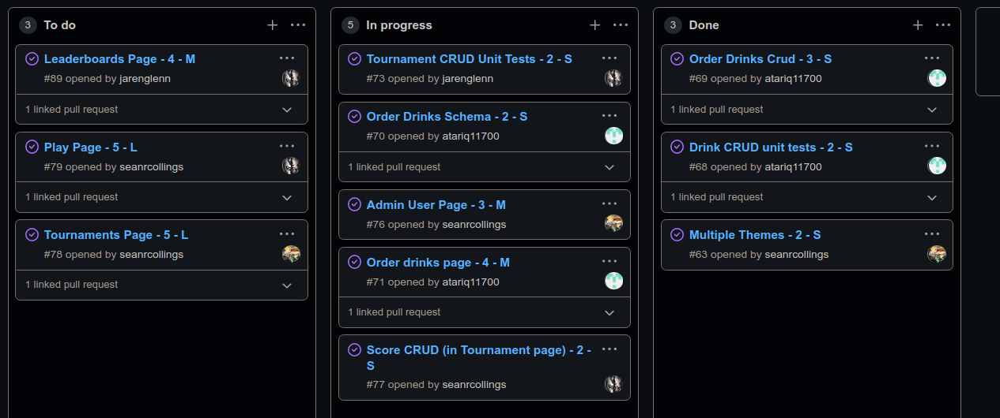 3 To do
Leaderboards Page - 4 - M
#89 opened by jarenglenn
1 linked pull request
Play Page - 5 - L
#79 opened by seanrcollings
1 linked pull request
Tournaments Page - 5 - L
#78 opened by seanrcollings
1 linked pull request
5 In progress
Tournament CRUD Unit Tests - 2 - S
#73 opened by jarenglenn
Order Drinks Schema - 2 - S
#70 opened by atariq11700
1 linked pull request
Admin User Page - 3 - M
#76 opened by seanrcollings
Order drinks page - 4 - M
#71 opened by atariq11700
1 linked pull request
Score CRUD (in Tournament page) - 2 -
S
#77 opened by seanrcollings
3 Done
Order Drinks Crud - 3 - S
#69 opened by atariq11700
1 linked pull request
Drink CRUD unit tests - 2 - S
#68 opened by atariq11700
1 linked pull request
Multiple Themes - 2 - S
#63 opened by seanrcollings